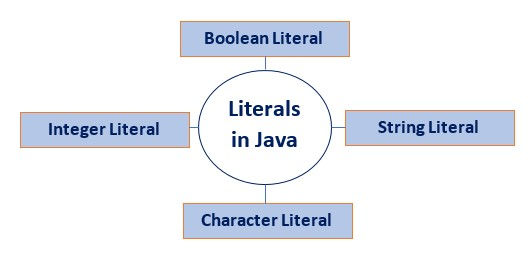 Boolean Literal
Integer Literal
Literals
in Java
String Literal
Character Literal